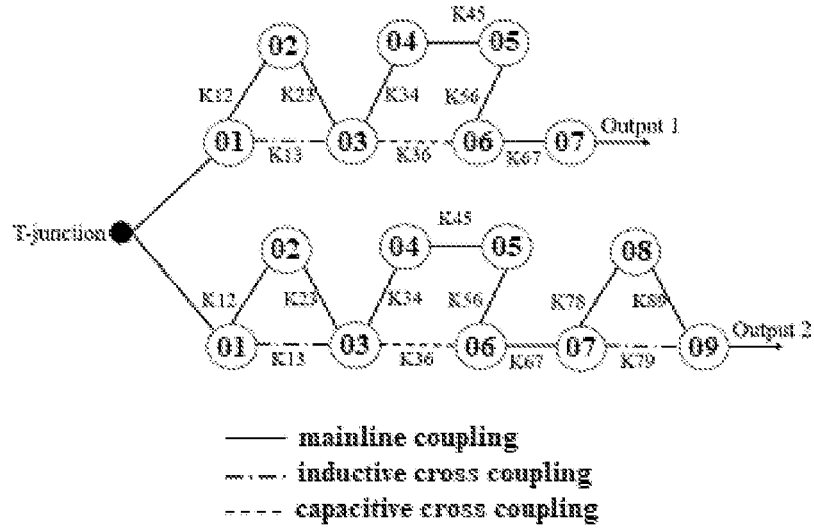 K45
02 04 05
K12 K23 K34 K56
Output 1
01 03 06 07
K13 K36 K67
T-junction
K45
02 04 05 08
K12 K23 K34 K56 K78 K89
Output 2
01 03 06 07 09
K13 K36 K67 K79
mainline coupling
inductive cross coupling
capacitive cross coupling